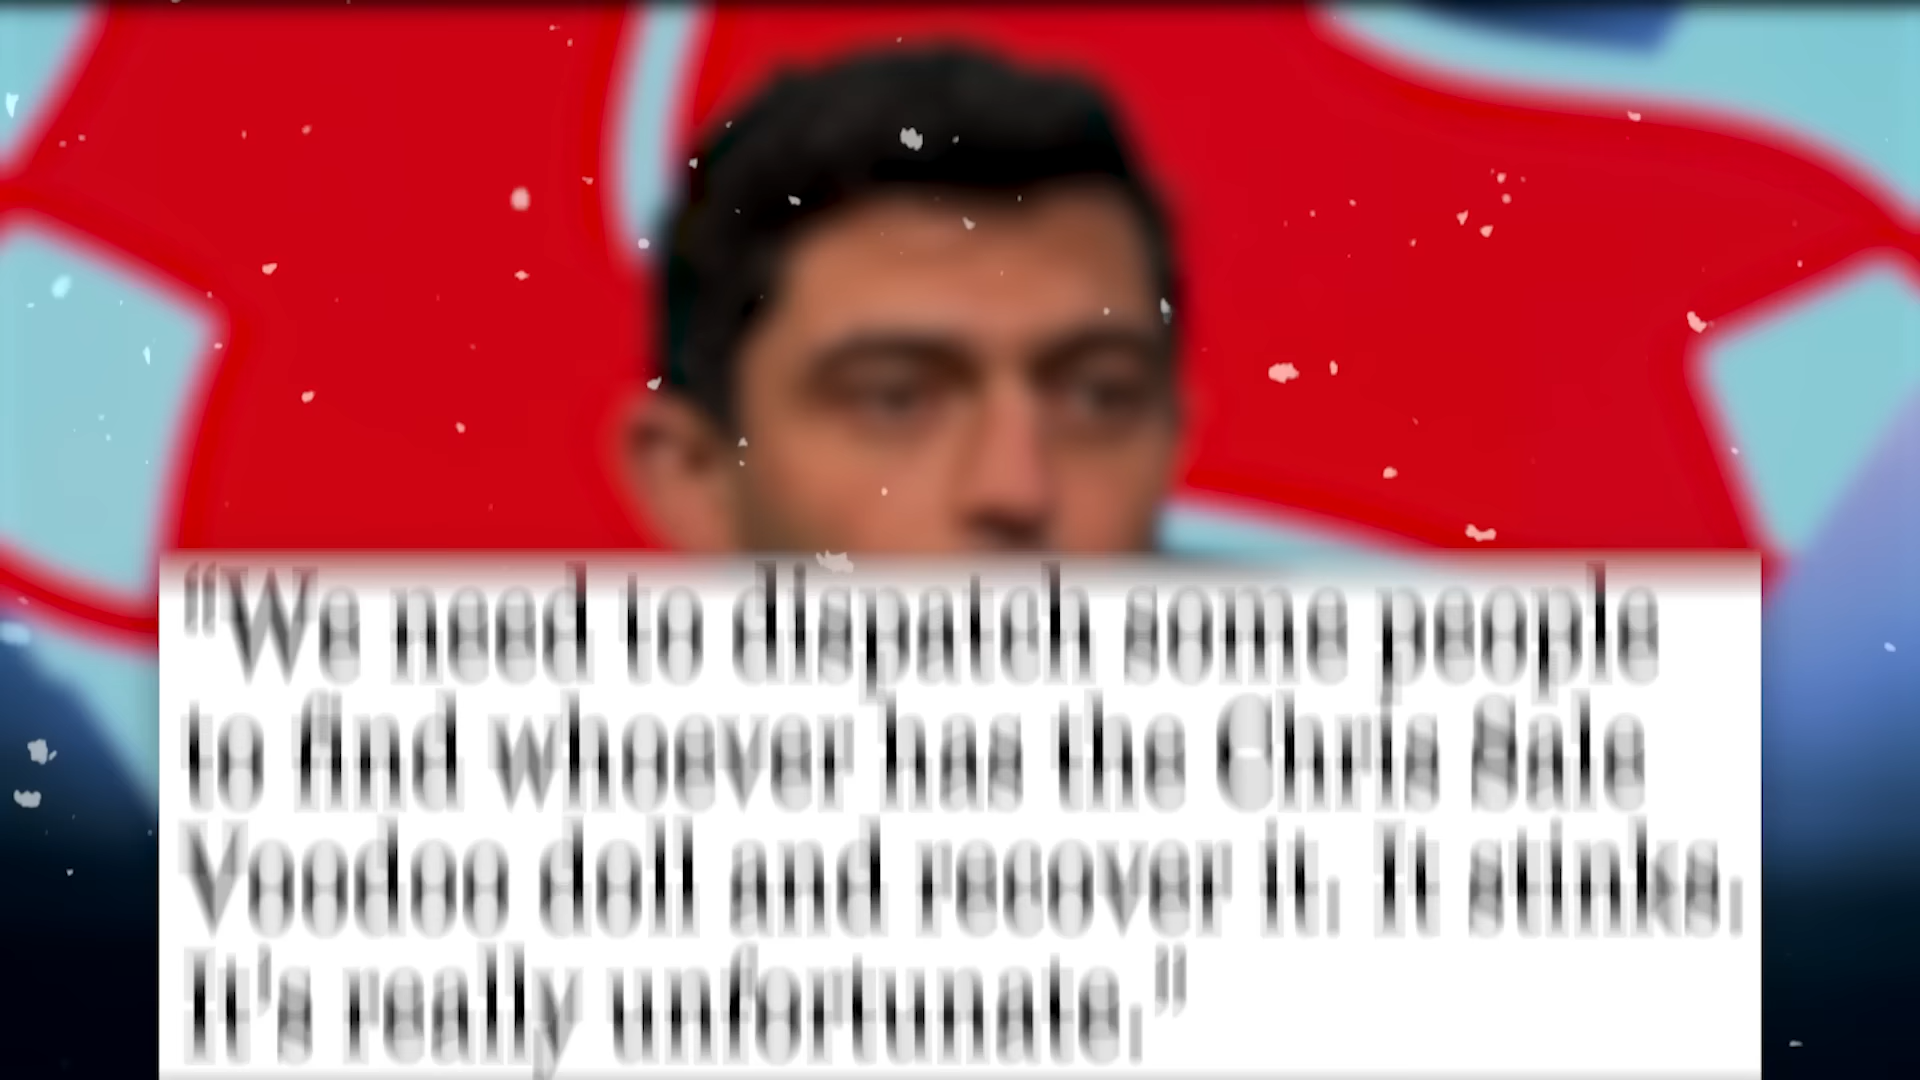 “We need to dispatch some people
to find whoever has the Chris Sale
Voodoo doll and recover it. It stinks.
It's really unfortunate."